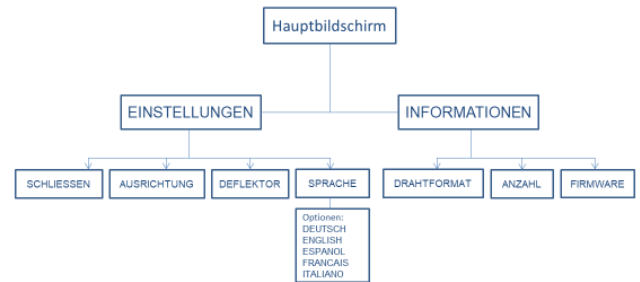 Hauptbildschirm
EINSTELLUNGEN
INFORMATIONEN
SCHLIESSEN
AUSRICHTUNG
DEFLEKTOR
SPRACHE
DRAHTFORMAT
ANZAHL
FIRMWARE
Optionen:
DEUTSCH
ENGLISH
ESPANOL
FRANCAIS
ITALIANO